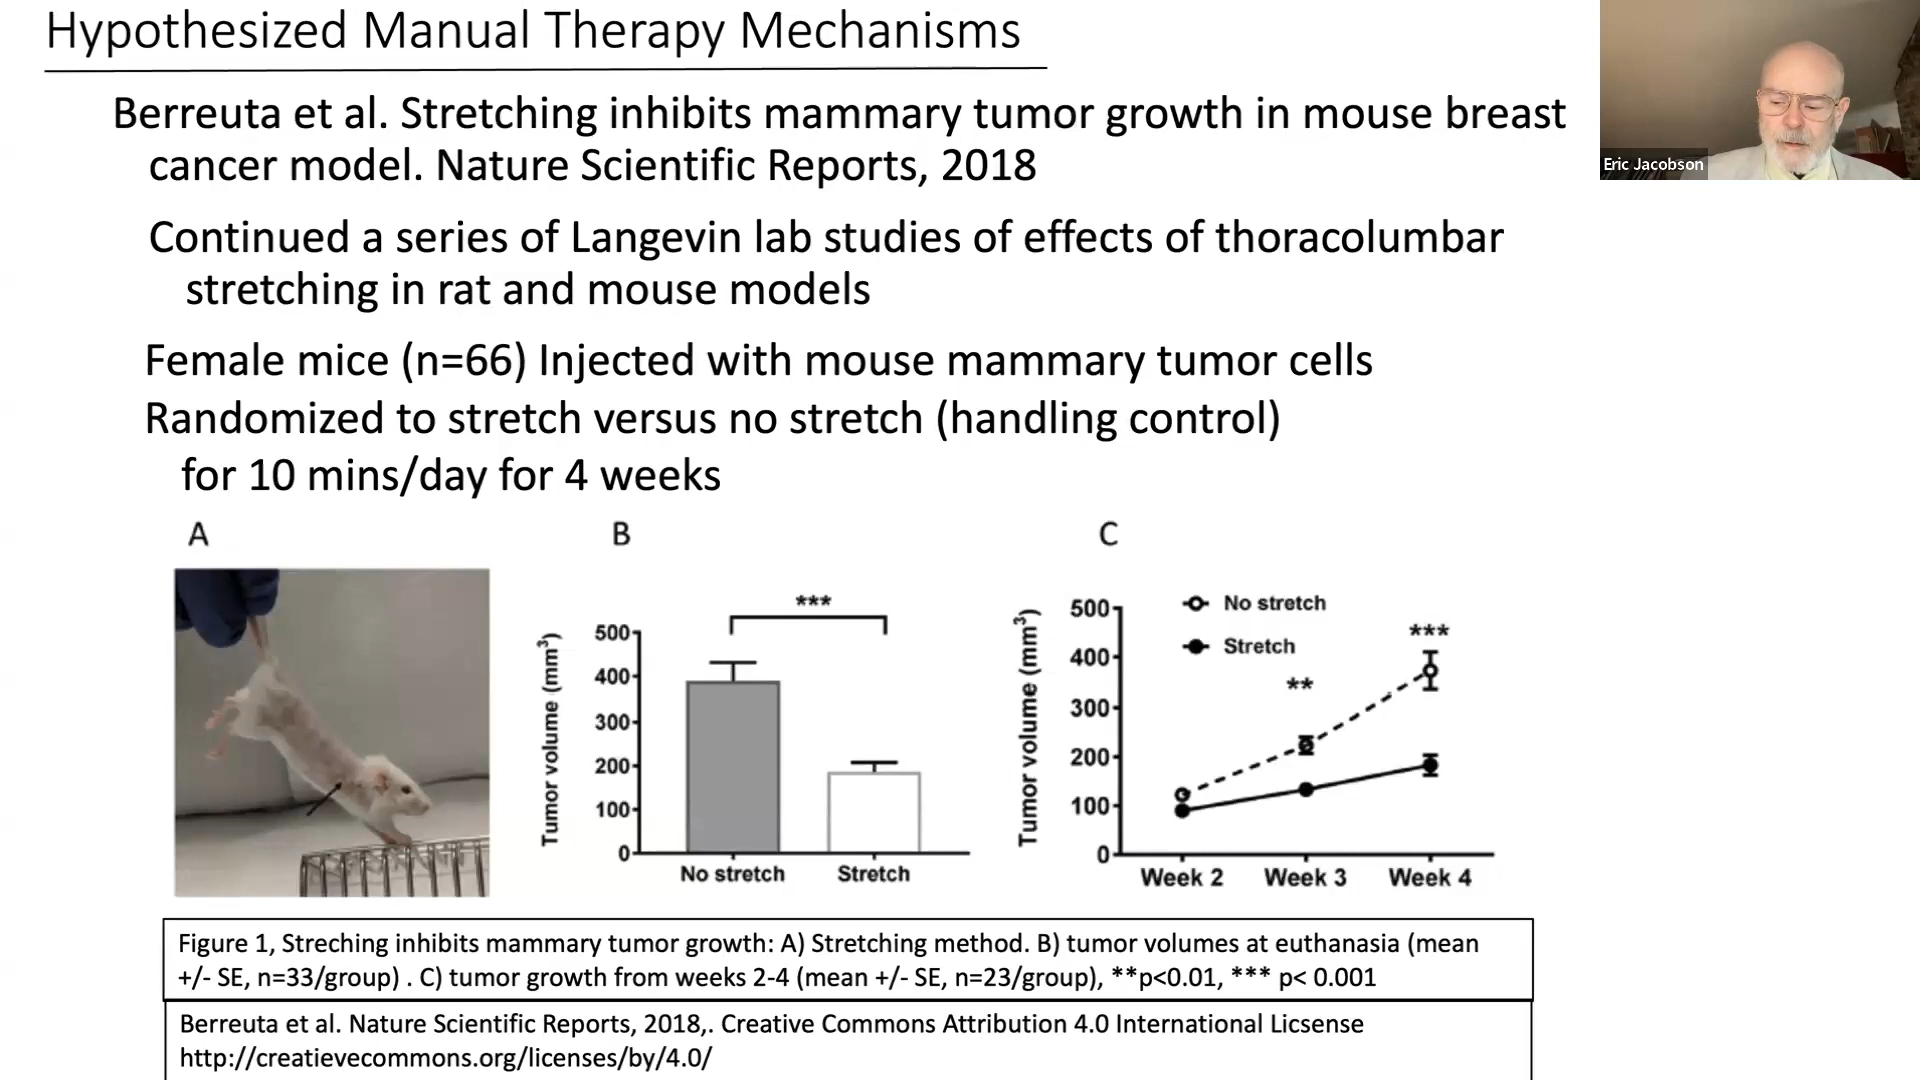 Hypothesized Manual Therapy Mechanisms
Eric Jacobson
Berreuta et al. Stretching inhibits mammary tumor growth in mouse breast
cancer model. Nature Scientific Reports, 2018
Continued a series of Langevin lab studies of effects of thoracolumbar
stretching in rat and mouse models
Female mice (n=66) Injected with mouse mammary tumor cells
Randomized to stretch versus no stretch (handling control)
for 10 mins/day for 4 weeks
A
B
Tumor volume (mm³)
500
400
300
200
100
0
***
No stretch
Stretch
C
Tumor volume (mm³)
500
400
300
200
100
0
No stretch
Stretch
**
***
Week 2
Week 3
Week 4
Figure 1, Streching inhibits mammary tumor growth: A) Stretching method. B) tumor volumes at euthanasia (mean
+/- SE, n=33/group) . C) tumor growth from weeks 2-4 (mean +/- SE, n=23/group), **p<0.01, *** p< 0.001
Berreuta et al. Nature Scientific Reports, 2018,. Creative Commons Attribution 4.0 International Licsense
http://creatievecommons.org/licenses/by/4.0/